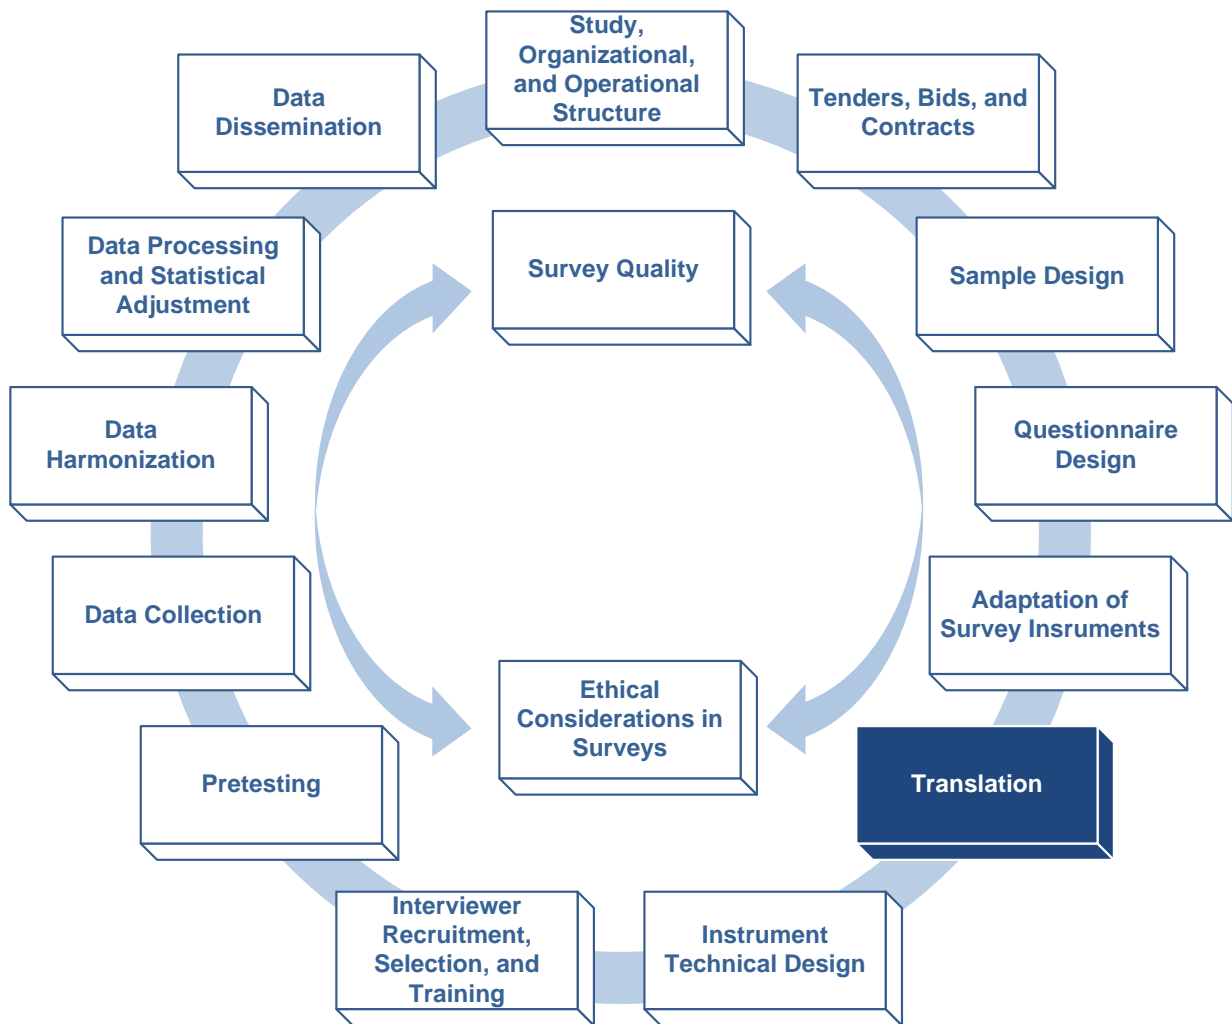 Study,
Organizational,
and Operational
Structure
Tenders, Bids, and
Contracts
Sample Design
Questionnaire
Design
Adaptation of
Survey Insruments
Translation
Instrument
Technical Design
Interviewer
Recruitment,
Selection, and
Training
Pretesting
Data Collection
Data
Harmonization
Data Processing
and Statistical
Adjustment
Data
Dissemination
Survey Quality
Ethical
Considerations in
Surveys